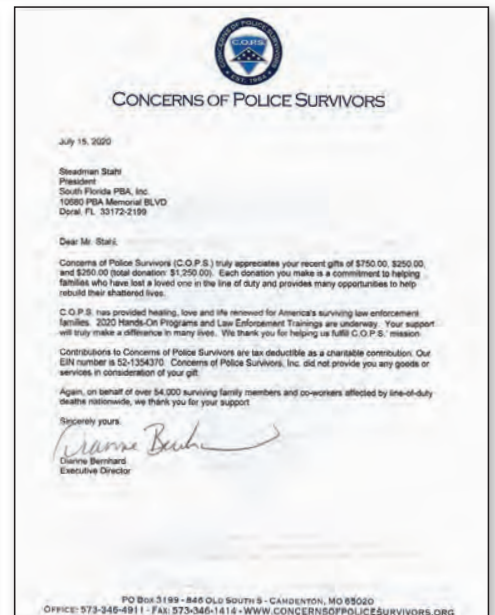 CONCERNS OF POLICE SURVIVORS
C.O.P.S.
EST. 1984
CONCERNS OF POLICE SURVIVORS
July 15, 2020
Steadman Stahl
President
South Florida PBA, Inc.
10680 PBA Memorial BLVD
Doral, FL 33172-2199
Dear Mr. Stahl,
Concerns of Police Survivors (C.O.P.S.) truly appreciates your recent gifts of $750.00, $250.00,
and $250.00 (total donation: $1,250.00). Each donation you make is a commitment to helping
families who have lost a loved one in the line of duty and provides many opportunities to help
rebuild their shattered lives.
C.O.P.S. has provided healing, love and life renewed for America's surviving law enforcement
families. 2020 Hands-On Programs and Law Enforcement Trainings are underway. Your support
will truly make a difference in many lives. We thank you for helping us fulfill C.O.P.S.' mission.
Contributions to Concerns of Police Survivors are tax deductible as a charitable contribution. Our
EIN number is 52-1354370. Concerns of Police Survivors, Inc. did not provide you any goods or
services in consideration of your gift.
Again, on behalf of over 54,000 surviving family members and co-workers affected by line-of-duty
deaths nationwide, we thank you for your support.
Sincerely yours,
Dianne Bernhard
Executive Director
PO BOX 3199 - 846 OLD SOUTH 5 - CAMDENTON, MO 65020
OFFICE: 573-346-4911 - FAX: 573-346-1414 - WWW.CONCERNSOFPOLICESURVIVORS.ORG